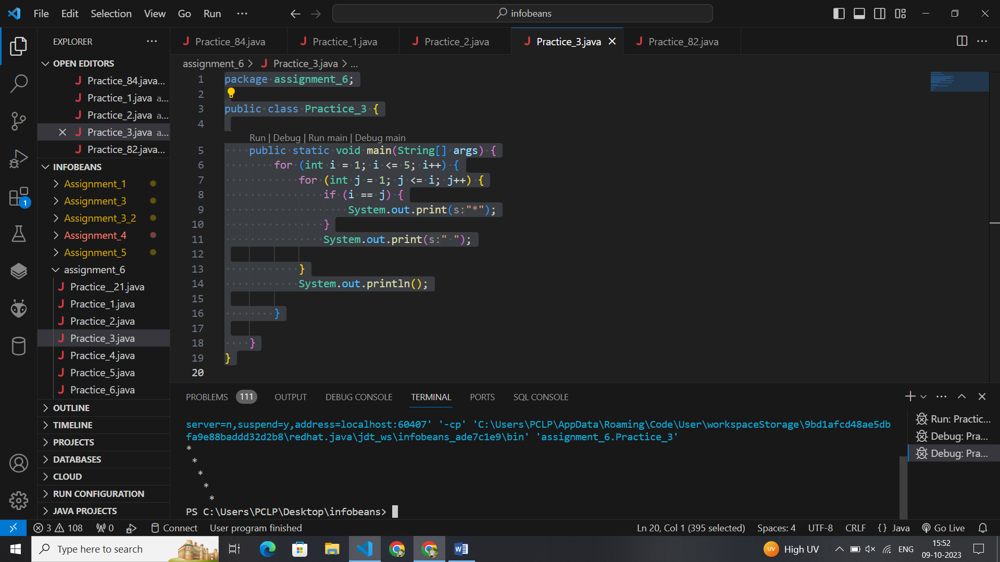 File Edit Selection View Go Run ...
infobeans
EXPLORER ...
Practice_84.java
Practice_1.java
Practice_2.java
Practice_3.java
Practice_82.java
OPEN EDITORS
Practice_84.java...
Practice_1.java a...
Practice_2.java a...
Practice_3.java a...
Practice_82.java...
INFOBEANS
Assignment_1
Assignment_3
Assignment_3_2
Assignment_4
Assignment_5
assignment_6
Practice__21.java
Practice_1.java
Practice_2.java
Practice_3.java
Practice_4.java
Practice_5.java
Practice_6.java
OUTLINE
TIMELINE
PROJECTS
DATABASES
CLOUD
RUN CONFIGURATION
JAVA PROJECTS
1
assignment_6 > Practice_3.java > ...
1 package assignment_6;
2
3 public class Practice_3 {
4
Run | Debug | Run main | Debug main
5 public static void main(String[] args) {
6 for (int i = 1; i <= 5; i++) {
7 for (int j = 1; j <= i; j++) {
8 if (i == j) {
9 System.out.print(s:"*");
10 }
11 System.out.print(s:" ");
12
13 }
14 System.out.println();
15
16 }
17
18 }
19 }
20
PROBLEMS 111 OUTPUT DEBUG CONSOLE TERMINAL PORTS SQL CONSOLE
server=n,suspend=y,address=localhost:60407' '-cp' 'C:\Users\PCLP\AppData\Roaming\Code\User\workspaceStorage\9bd1afcd48ae5db
fa9e88baddd32d2b8\redhat.java\jdt_ws\infobeans_ade7c1e9\bin' 'assignment_6.Practice_3'
*
*
*
*
*
PS C:\Users\PCLP\Desktop\infobeans>
Run: Practic...
Debug: Pra...
Debug: Pra...
3 108 0 Connect User program finished
Ln 20, Col 1 (395 selected) Spaces: 4 UTF-8 CRLF {} Java Go Live
Type here to search
UV High UV ENG
15:52
09-10-2023